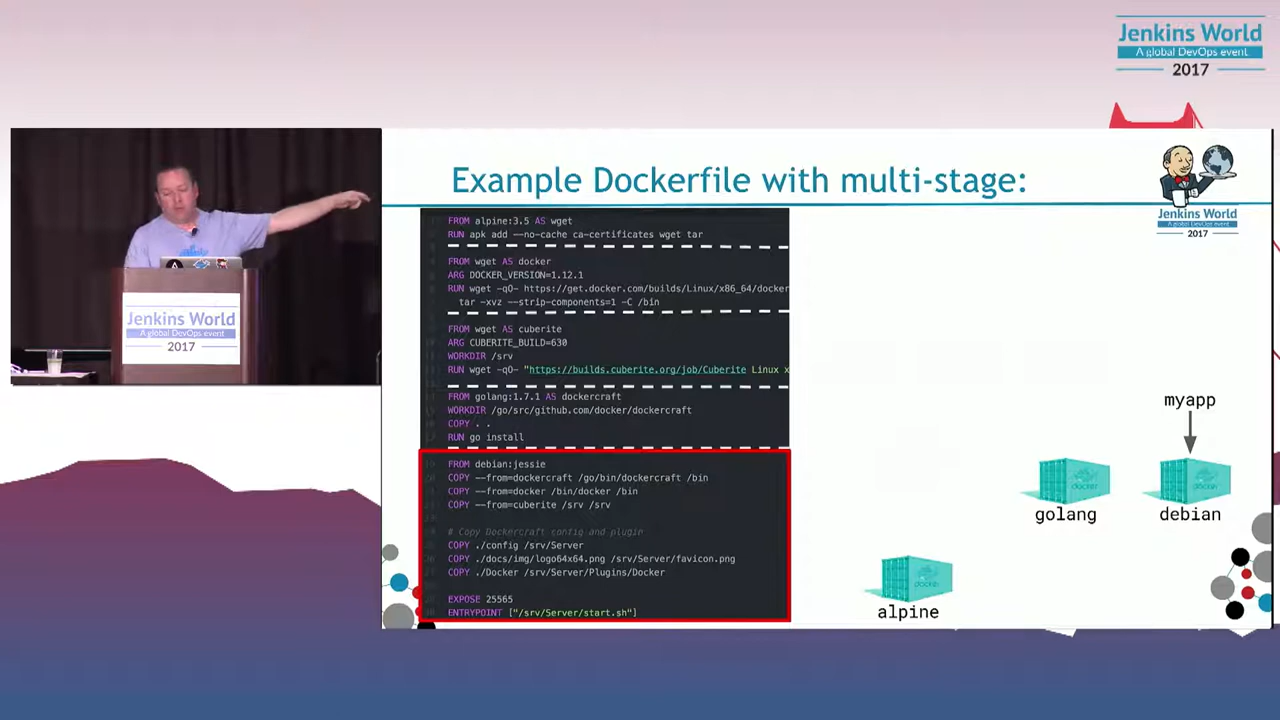 Jenkins World
A global DevOps event
2017
Example Dockerfile with multi-stage:
Jenkins World
2017
FROM alpine:3.5 AS wget
RUN apk add --no-cache ca-certificates wget tar
FROM wget AS docker
ARG DOCKER_VERSION=1.12.1
RUN wget -qO- https://get.docker.com/builds/Linux/x86_64/docker
tar -xvz --strip-components=1 -C /bin
FROM wget AS cuberite
ARG CUBERITE_BUILD=630
WORKDIR /srv
RUN wget -qO- "https://builds.cuberite.org/job/Cuberite Linux x
FROM golang:1.7.1 AS dockercraft
WORKDIR /go/src/github.com/docker/dockercraft
COPY . .
RUN go install
FROM debian:jessie
COPY --from=dockercraft /go/bin/dockercraft /bin
COPY --from=docker /bin/docker /bin
COPY --from=cuberite /srv /srv
# Copy Dockercraft config and plugin
COPY ./config /srv/Server
COPY ./docs/img/logo64x64.png /srv/Server/favicon.png
COPY ./Docker /srv/Server/Plugins/Docker
EXPOSE 25565
ENTRYPOINT ["/srv/Server/start.sh"]
myapp
golang
debian
alpine
Jenkins World
A global DevOps event
2017